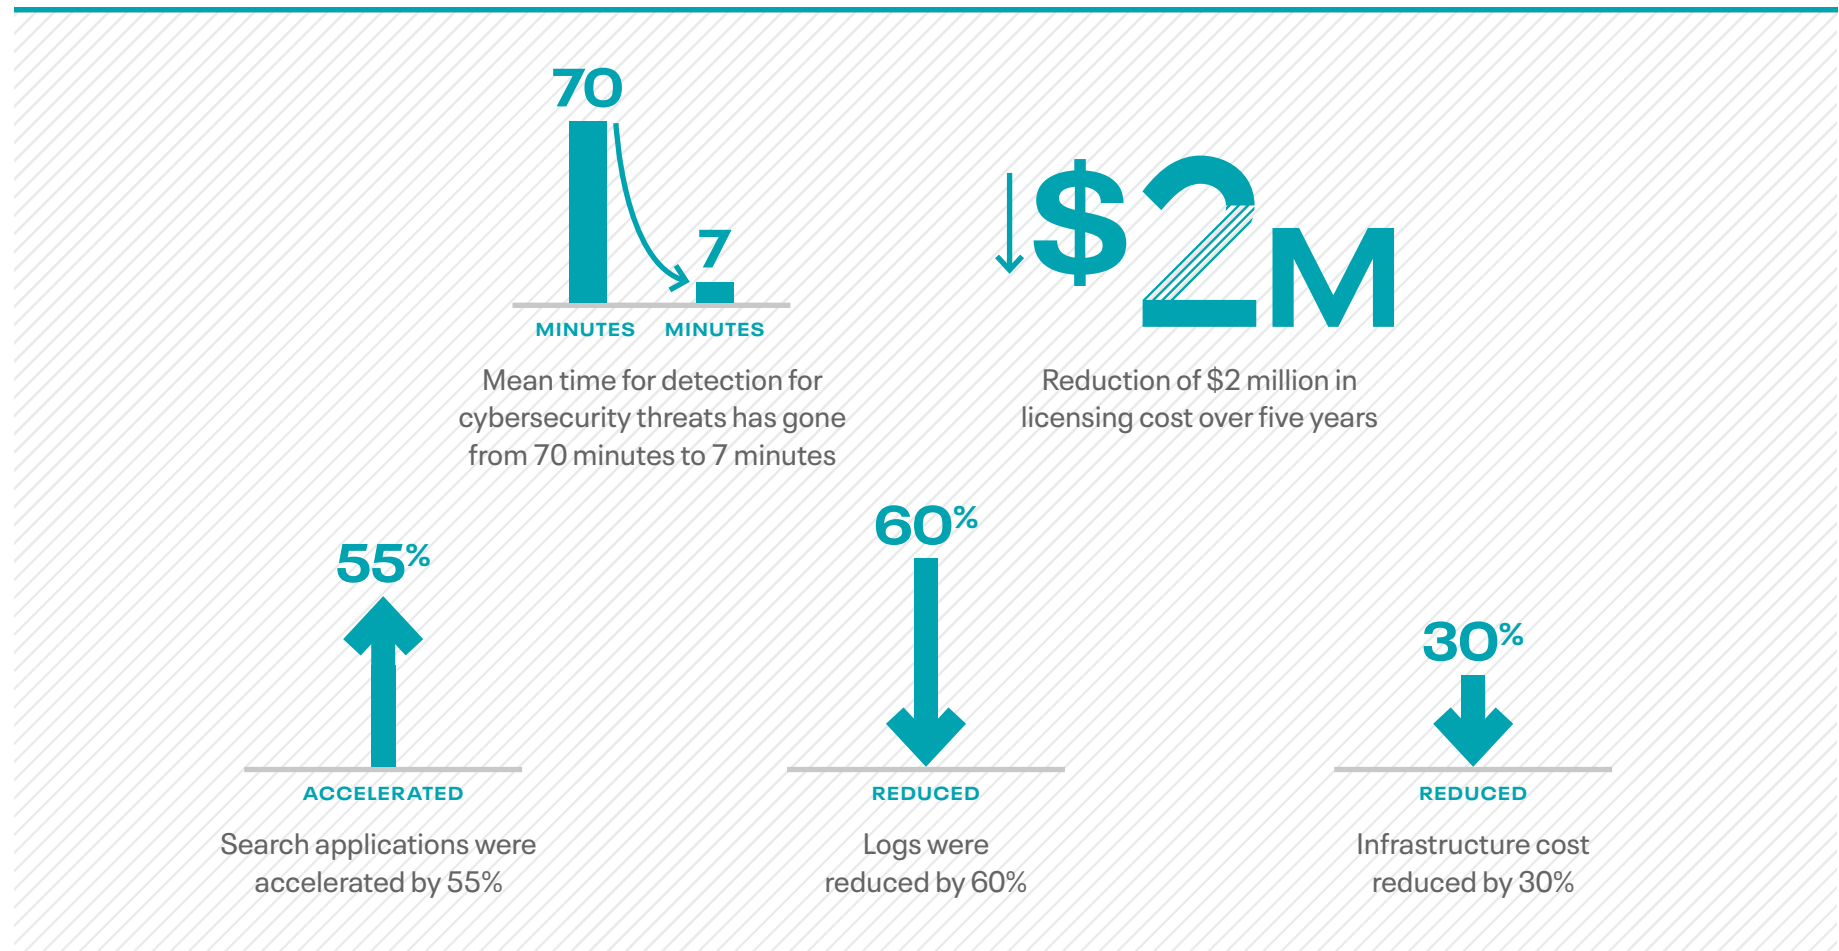 70
7
MINUTES MINUTES
Mean time for detection for
cybersecurity threats has gone
from 70 minutes to 7 minutes
$2M
Reduction of $2 million in
licensing cost over five years
55%
ACCELERATED
Search applications were
accelerated by 55%
60%
REDUCED
Logs were
reduced by 60%
30%
REDUCED
Infrastructure cost
reduced by 30%